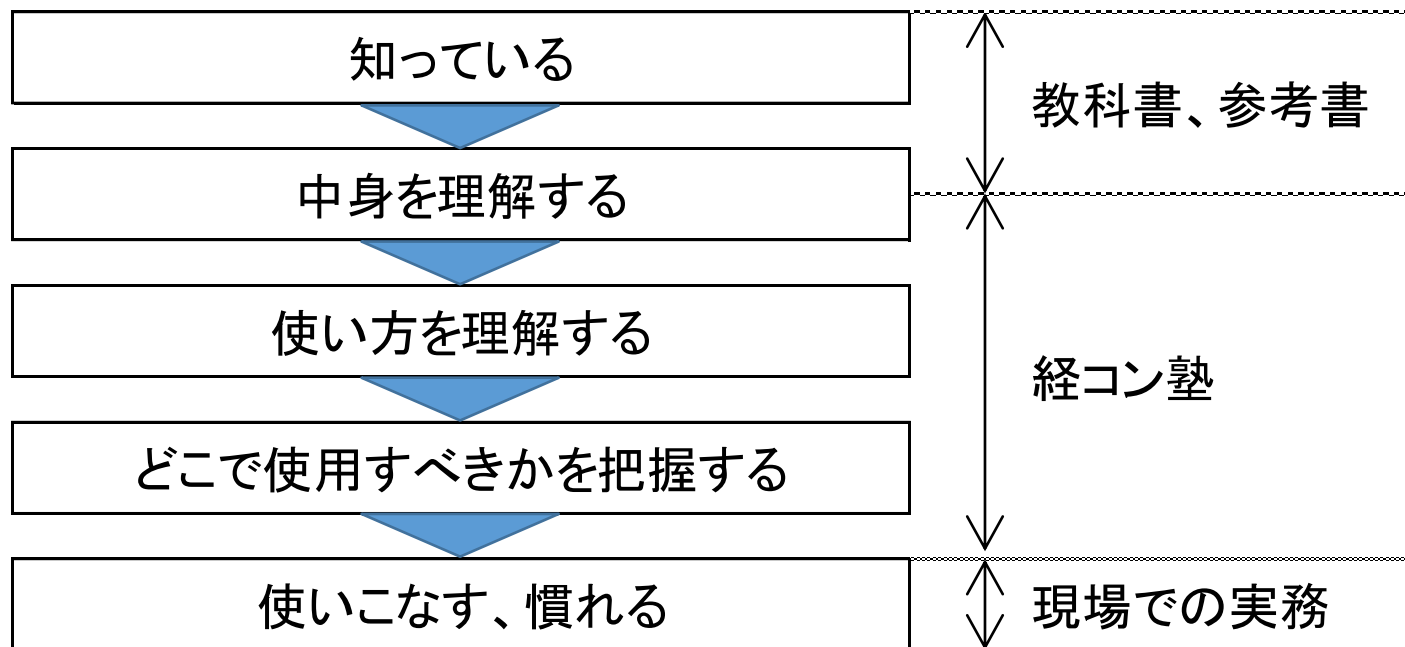 知っている
教科書、参考書
中身を理解する
使い方を理解する
経コン塾
どこで使用すべきかを把握する
使いこなす、慣れる
現場での実務